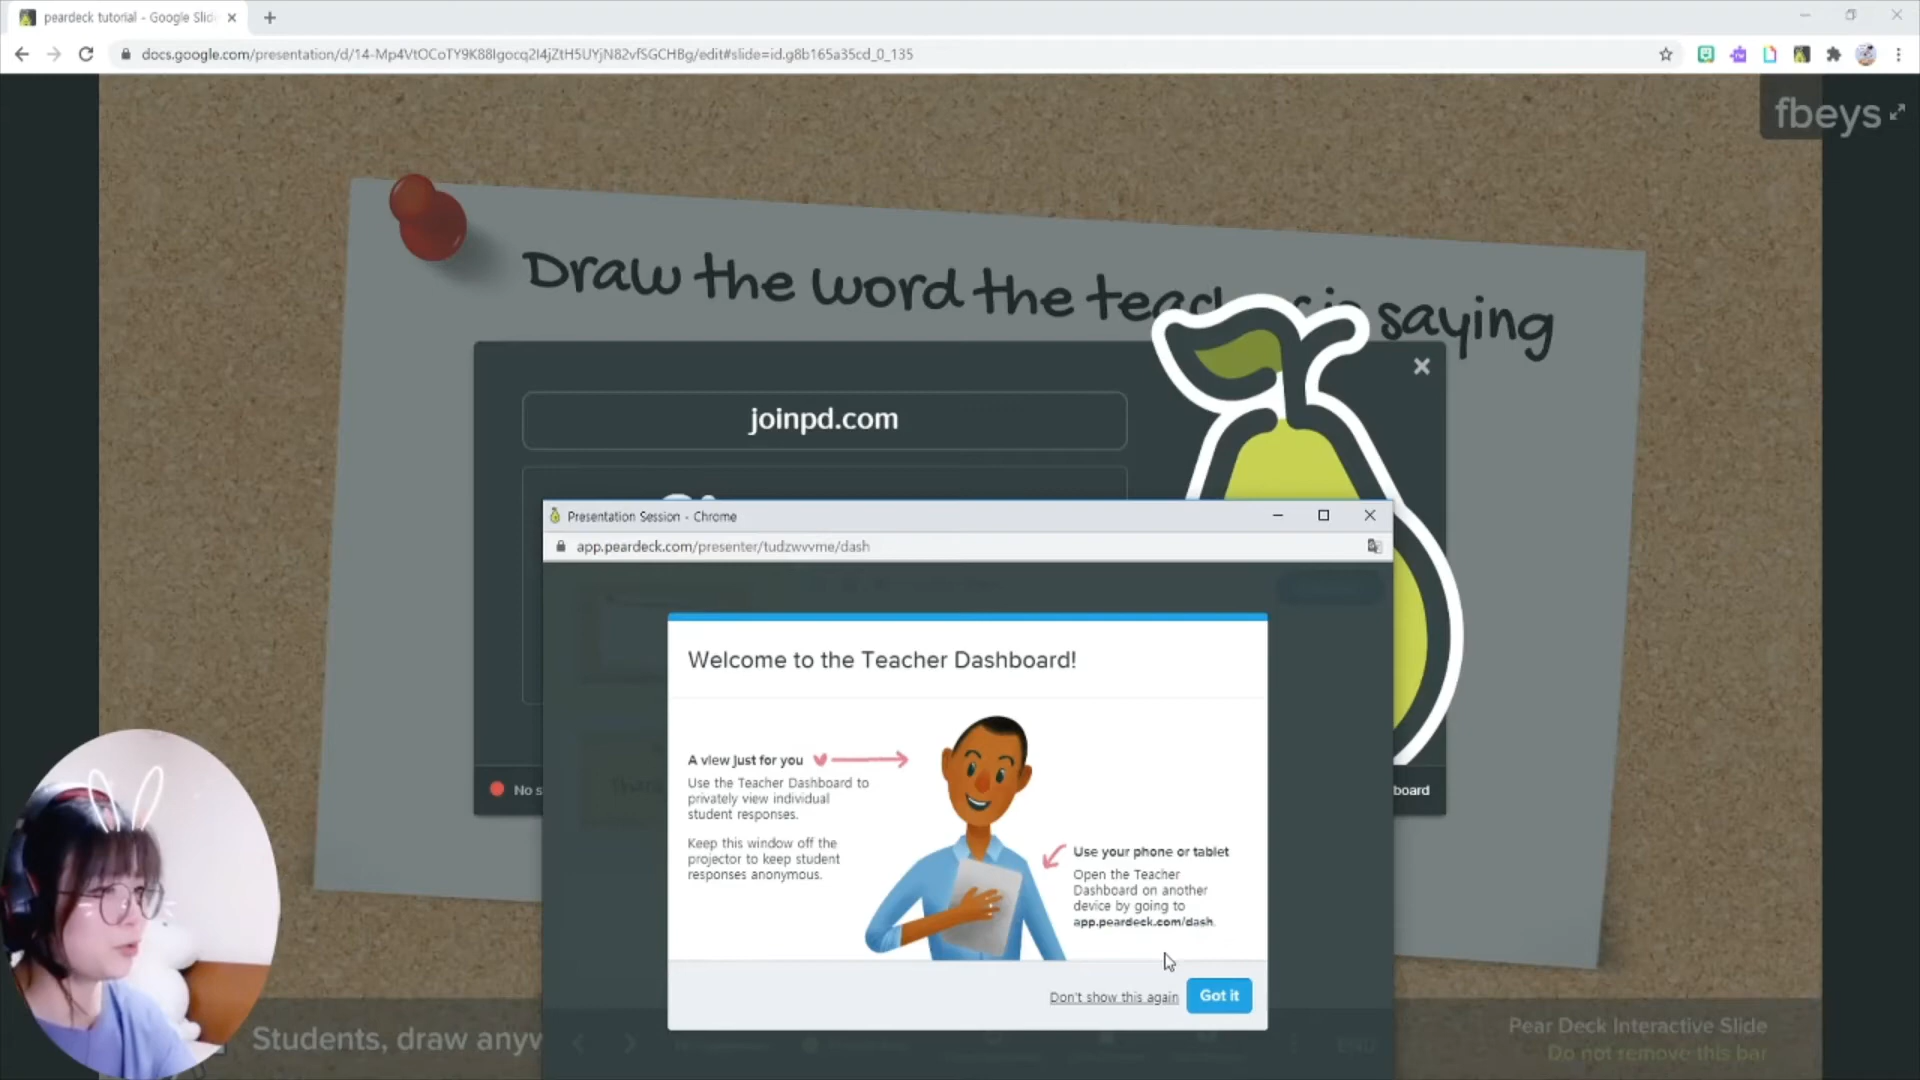 peardeck tutorial - Google Slid
docs.google.com/presentation/d/14-Mp4VtOCoTY9K88Igocq2I4jZtH5UYjN82vfSGCHBg/edit#slide=id.g8b165a35cd_0_135
fbeys
Draw the word the teacher is saying
joinpd.com
Presentation Session - Chrome
app.peardeck.com/presenter/tudzwvvme/dash
Welcome to the Teacher Dashboard!
A view just for you
Use the Teacher Dashboard to
privately view individual
student responses.
Keep this window off the
projector to keep student
responses anonymous.
Use your phone or tablet
Open the Teacher
Dashboard on another
device by going to
app.peardeck.com/dash.
Don't show this again
Got it
No s
board
Students, draw anyw
Pear Deck Interactive Slide
Do not remove this bar